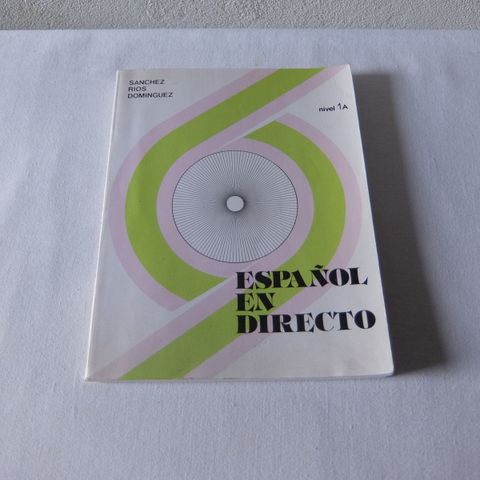 SANCHEZ
RIOS
DOMINGUEZ
nivel 1A
ESPAÑOL
EN
DIRECTO